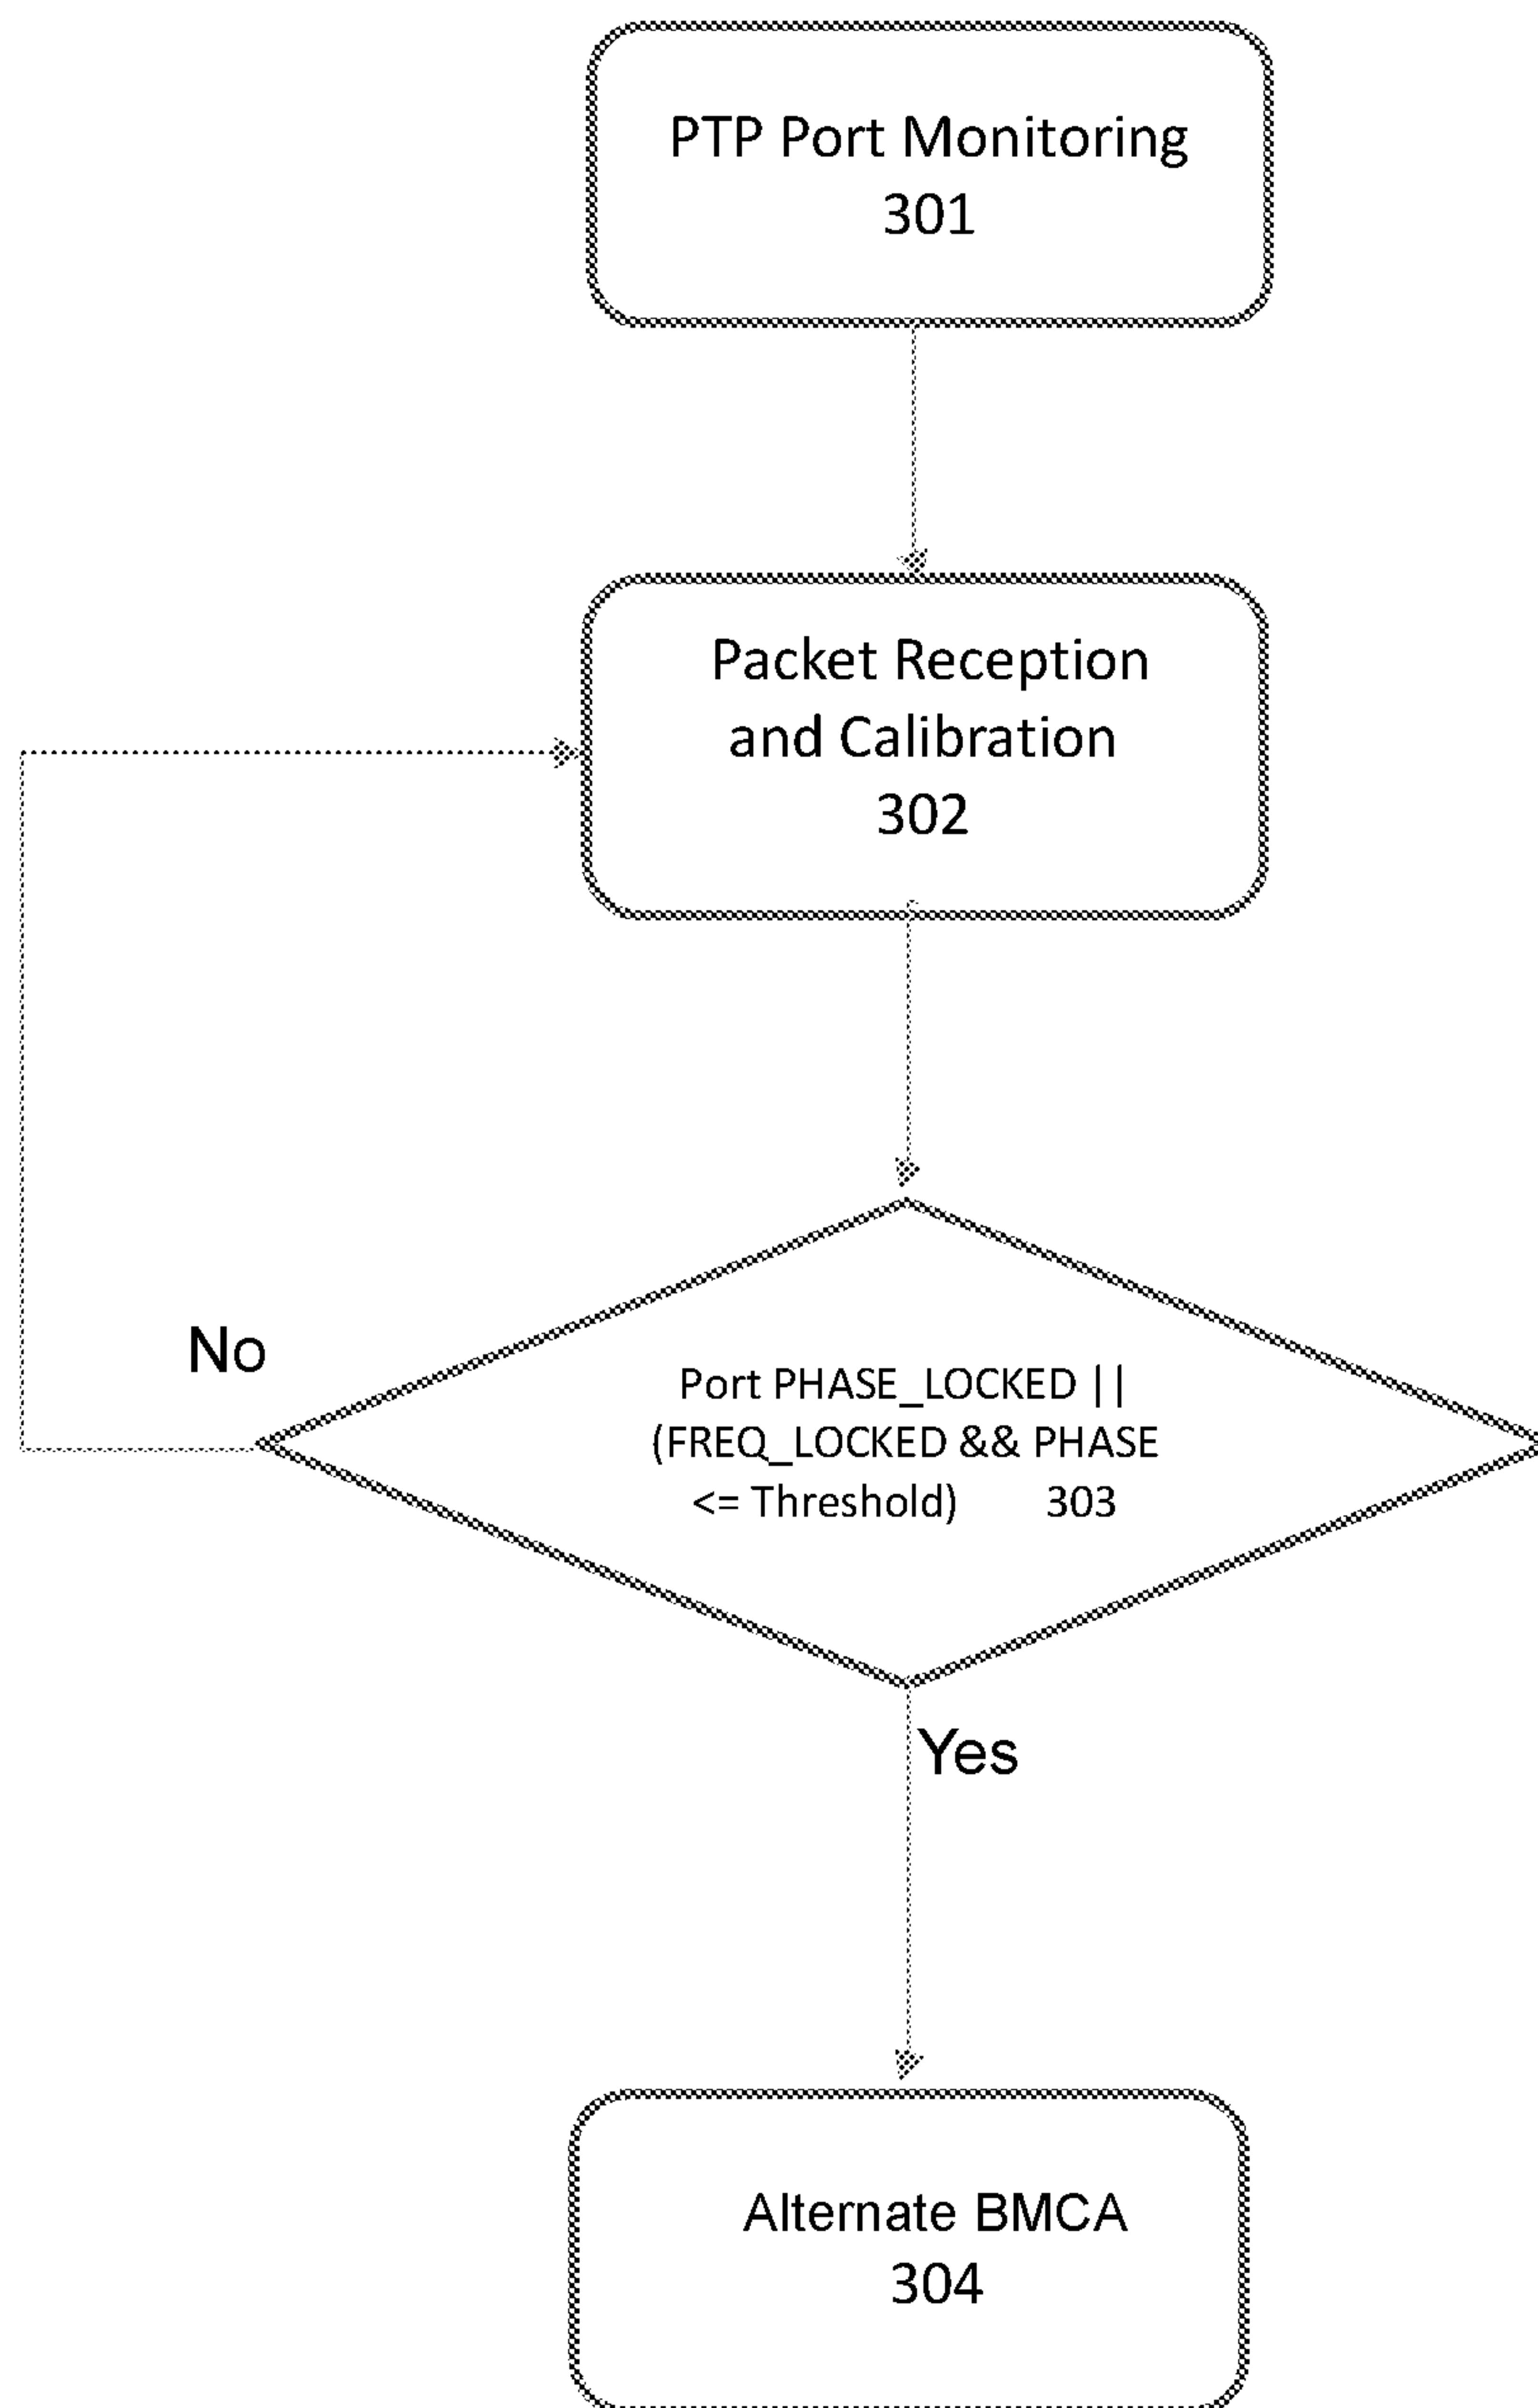 PTP Port Monitoring
301
Packet Reception
and Calibration
302
No
Port PHASE_LOCKED ||
(FREQ_LOCKED && PHASE
<= Threshold) 303
Yes
Alternate BMCA
304